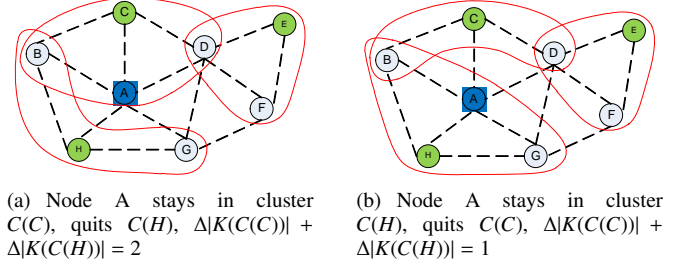 C
E
B
D
A
F
H
G
C
E
B
D
A
F
H
G
(a) Node A stays in cluster
C(C), quits C(H), Δ|K(C(C))| +
Δ|K(C(H))| = 2
(b) Node A stays in cluster
C(H), quits C(C), Δ|K(C(C))| +
Δ|K(C(H))| = 1